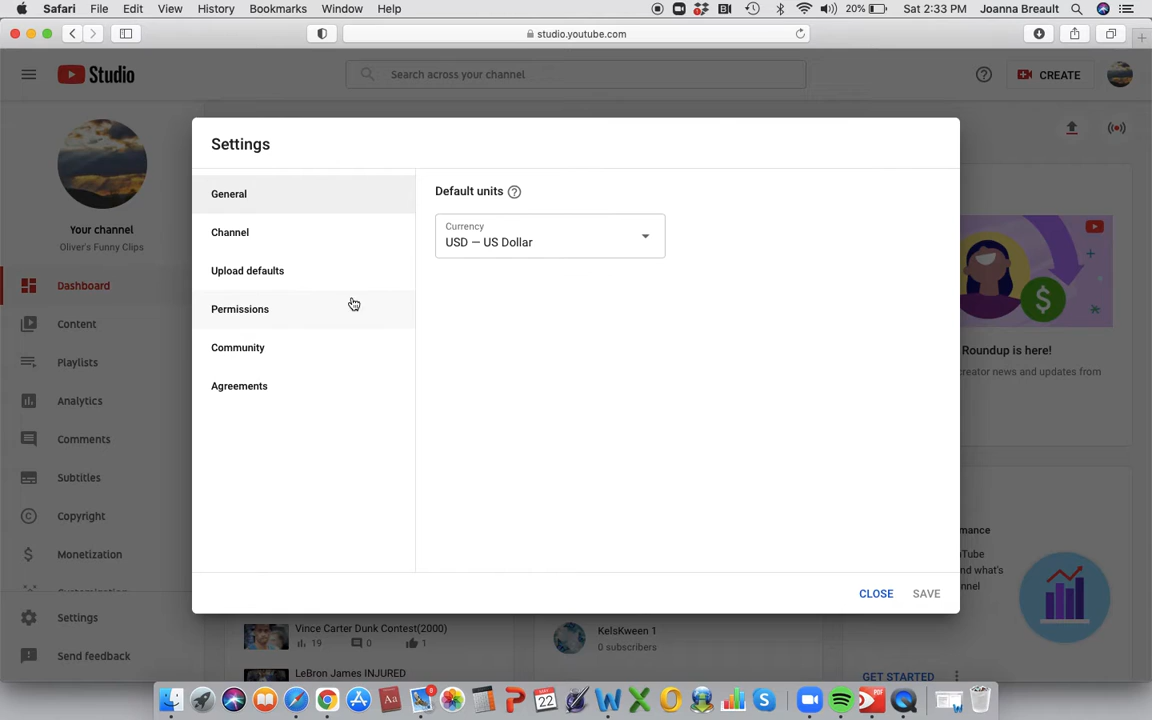 Safari File Edit View History Bookmarks Window Help 20% Sat 2:33 PM Joanna Breault
studio.youtube.com
Studio
Search across your channel
CREATE
Your channel
Oliver's Funny Clips
Dashboard
Content
Playlists
Analytics
Comments
Subtitles
Copyright
Monetization
Settings
Send feedback
Settings
General
Channel
Upload defaults
Permissions
Community
Agreements
Default units
Currency
USD — US Dollar
CLOSE SAVE
Roundup is here!
creator news and updates from
and what's
Vince Carter Dunk Contest(2000)
19 0 1
LeBron James INJURED
KelsKween 1
0 subscribers
GET STARTED